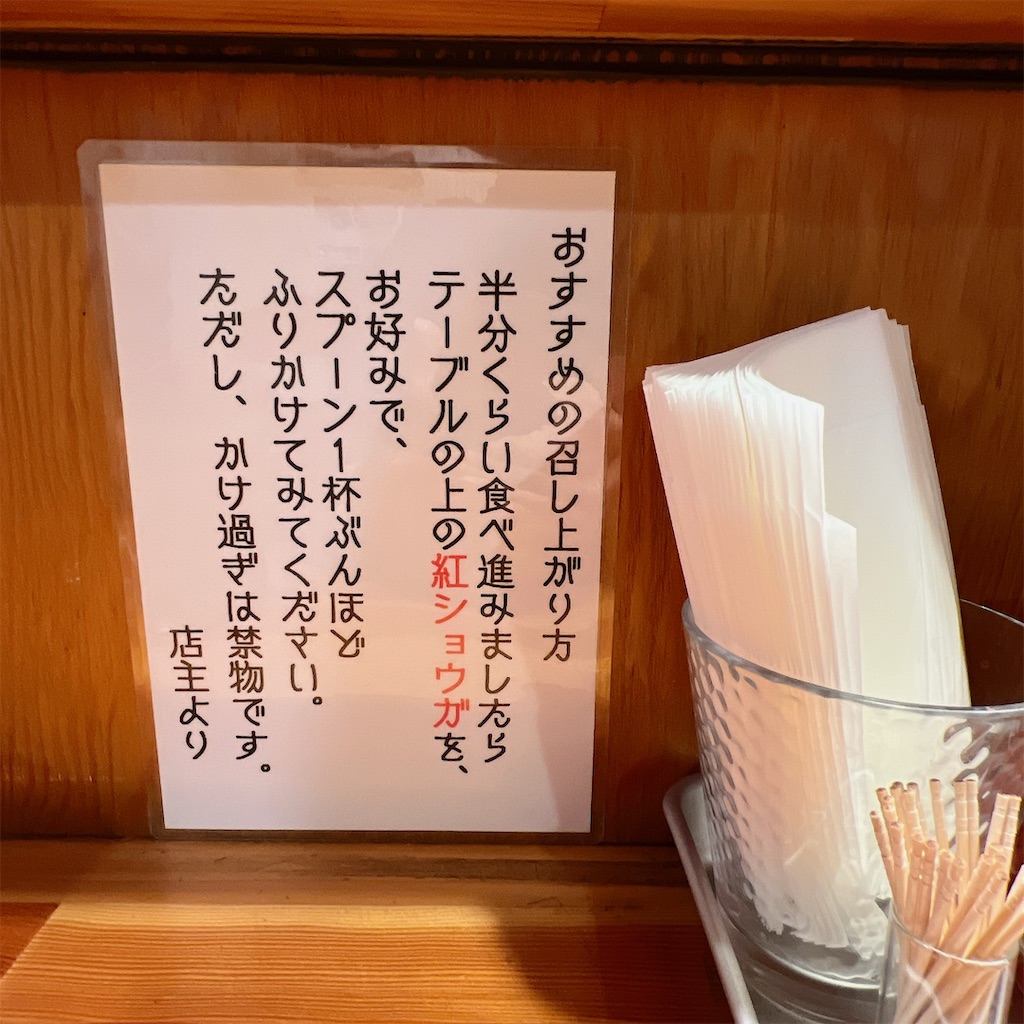 おすすめの召し上がり方
半分くらい食べ進みましたら
テーブルの上の紅ショウガを、
お好みで、
スプーン1杯ぶんほど
ふりかけてみてください。
ただし、かけ過ぎは禁物です。
店主より